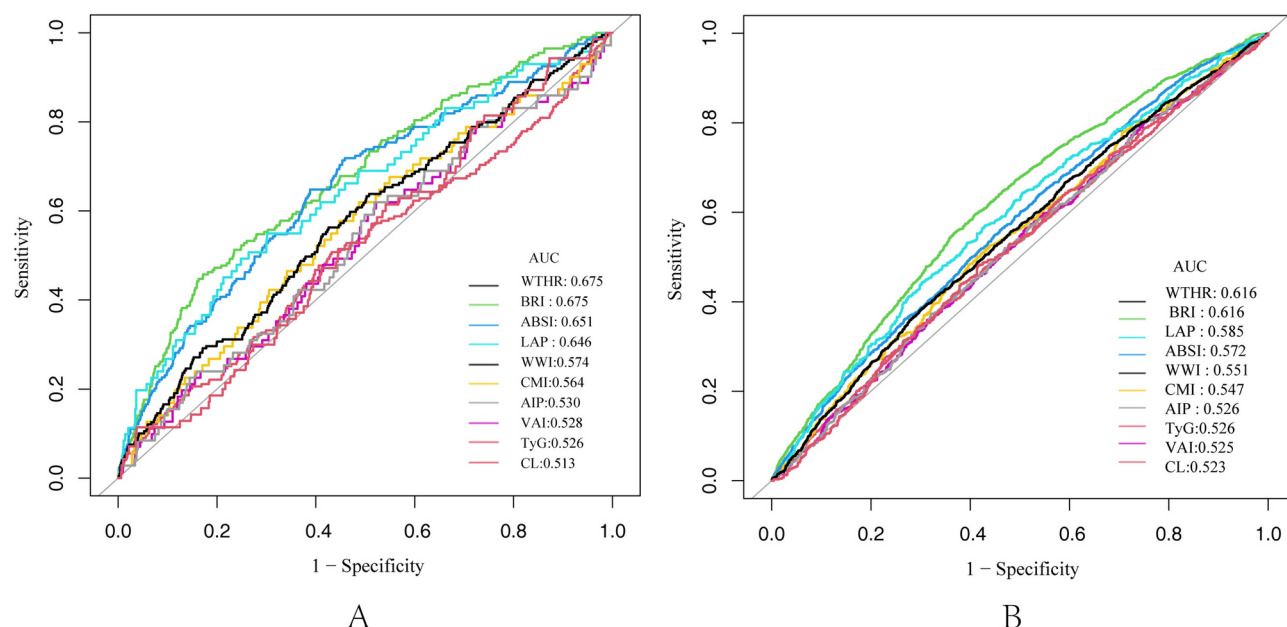 1.0
0.8
0.6
0.4
0.2
0.0
Sensitivity
AUC
WTHR: 0.675
BRI : 0.675
ABSI: 0.651
LAP : 0.646
WWI:0.574
CMI:0.564
AIP:0.530
VAI:0.528
TyG:0.526
CL:0.513
0.0 0.2 0.4 0.6 0.8 1.0
1 − Specificity
A
1.0
0.8
0.6
0.4
0.2
0.0
Sensitivity
AUC
WTHR: 0.616
BRI : 0.616
LAP : 0.585
ABSI : 0.572
WWI : 0.551
CMI : 0.547
AIP : 0.526
TyG: 0.526
VAI:0.525
CL:0.523
0.0 0.2 0.4 0.6 0.8 1.0
1 − Specificity
B